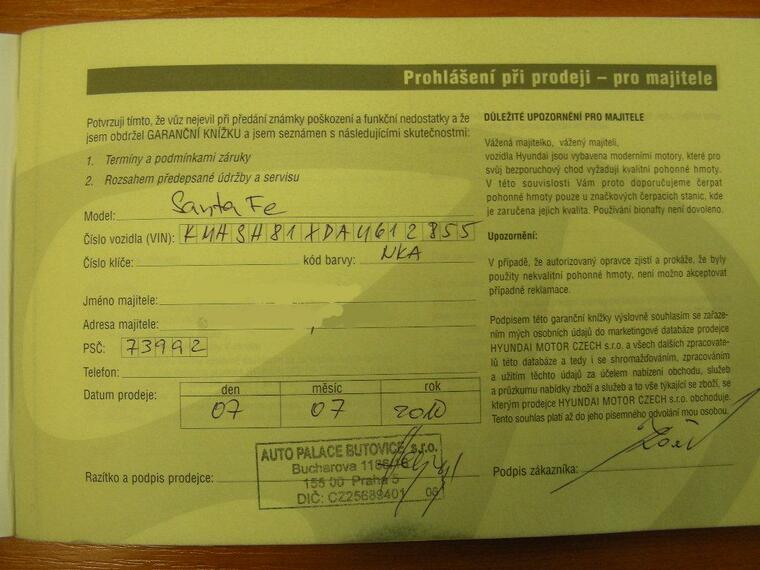 Prohlášení při prodeji – pro majitele
Potvrzuji tímto, že vůz nejevil při předání známky poškození a funkční nedostatky a že
jsem obdržel GARANČNÍ KNÍŽKU a jsem seznámen s následujícími skutečnostmi:
1. Termíny a podmínkami záruky
2. Rozsahem předepsané údržby a servisu
Model: Santa Fe
Číslo vozidla (VIN): KMHSH81XDAU612855
Číslo klíče: kód barvy: NKA
Jméno majitele:
Adresa majitele:
PSČ: 73992
Telefon:
Datum prodeje: den měsíc rok
07 07 2010
AUTO PALACE BUTOVICE s.r.o.
Bucharova
155 00 Praha 5
DIČ: CZ25689401
Razítko a podpis prodejce:
DŮLEŽITÉ UPOZORNĚNÍ PRO MAJITELE
Vážená majitelko, vážený majiteli,
vozidla Hyundai jsou vybavena moderními motory, které pro
svůj bezporuchový chod vyžadují kvalitní pohonné hmoty.
V této souvislosti Vám proto doporučujeme čerpat
pohonné hmoty pouze u značkových čerpacích stanic, kde
je zaručena jejich kvalita. Používání bionafty není dovoleno.
Upozornění:
V případě, že autorizovaný opravce zjistí a prokáže, že byly
použity nekvalitní pohonné hmoty, není možno akceptovat
případné reklamace.
Podpisem této garanční knížky výslovně souhlasím se zařaze-
ním mých osobních údajů do marketingové databáze prodejce
HYUNDAI MOTOR CZECH s.r.o. a všech dalších zpracovate-
lů této databáze a tedy i se shromažďováním, zpracováním
a užitím těchto údajů za účelem nabízení obchodu, služeb
a průzkumu nabídky zboží a služeb a to vše týkající se zboží, se
kterým prodejce HYUNDAI MOTOR CZECH s.r.o. obchoduje.
Tento souhlas platí až do jeho písemného odvolání mou osobou.
Podpis zákazníka: